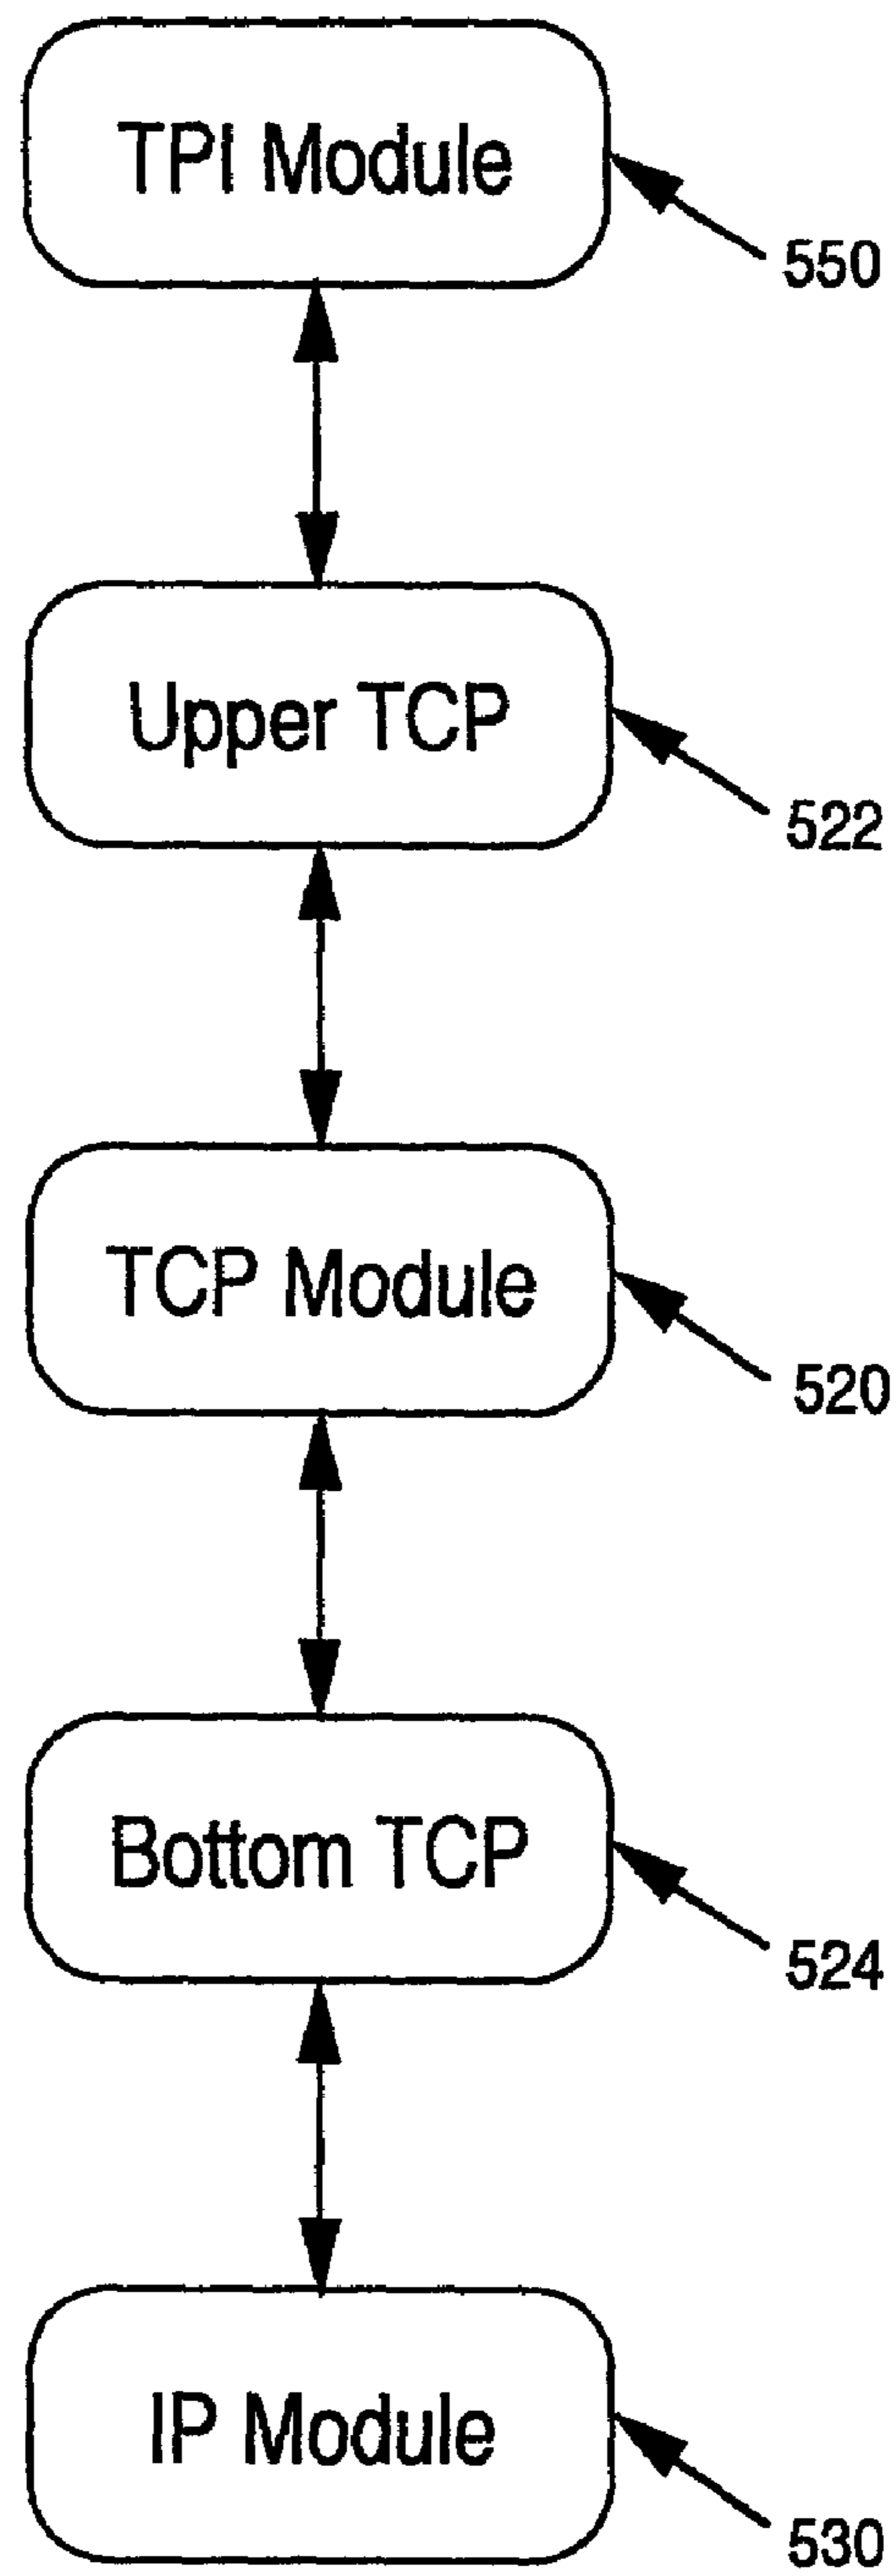 TPI Module
550
Upper TCP
522
TCP Module
520
Bottom TCP
524
IP Module
530